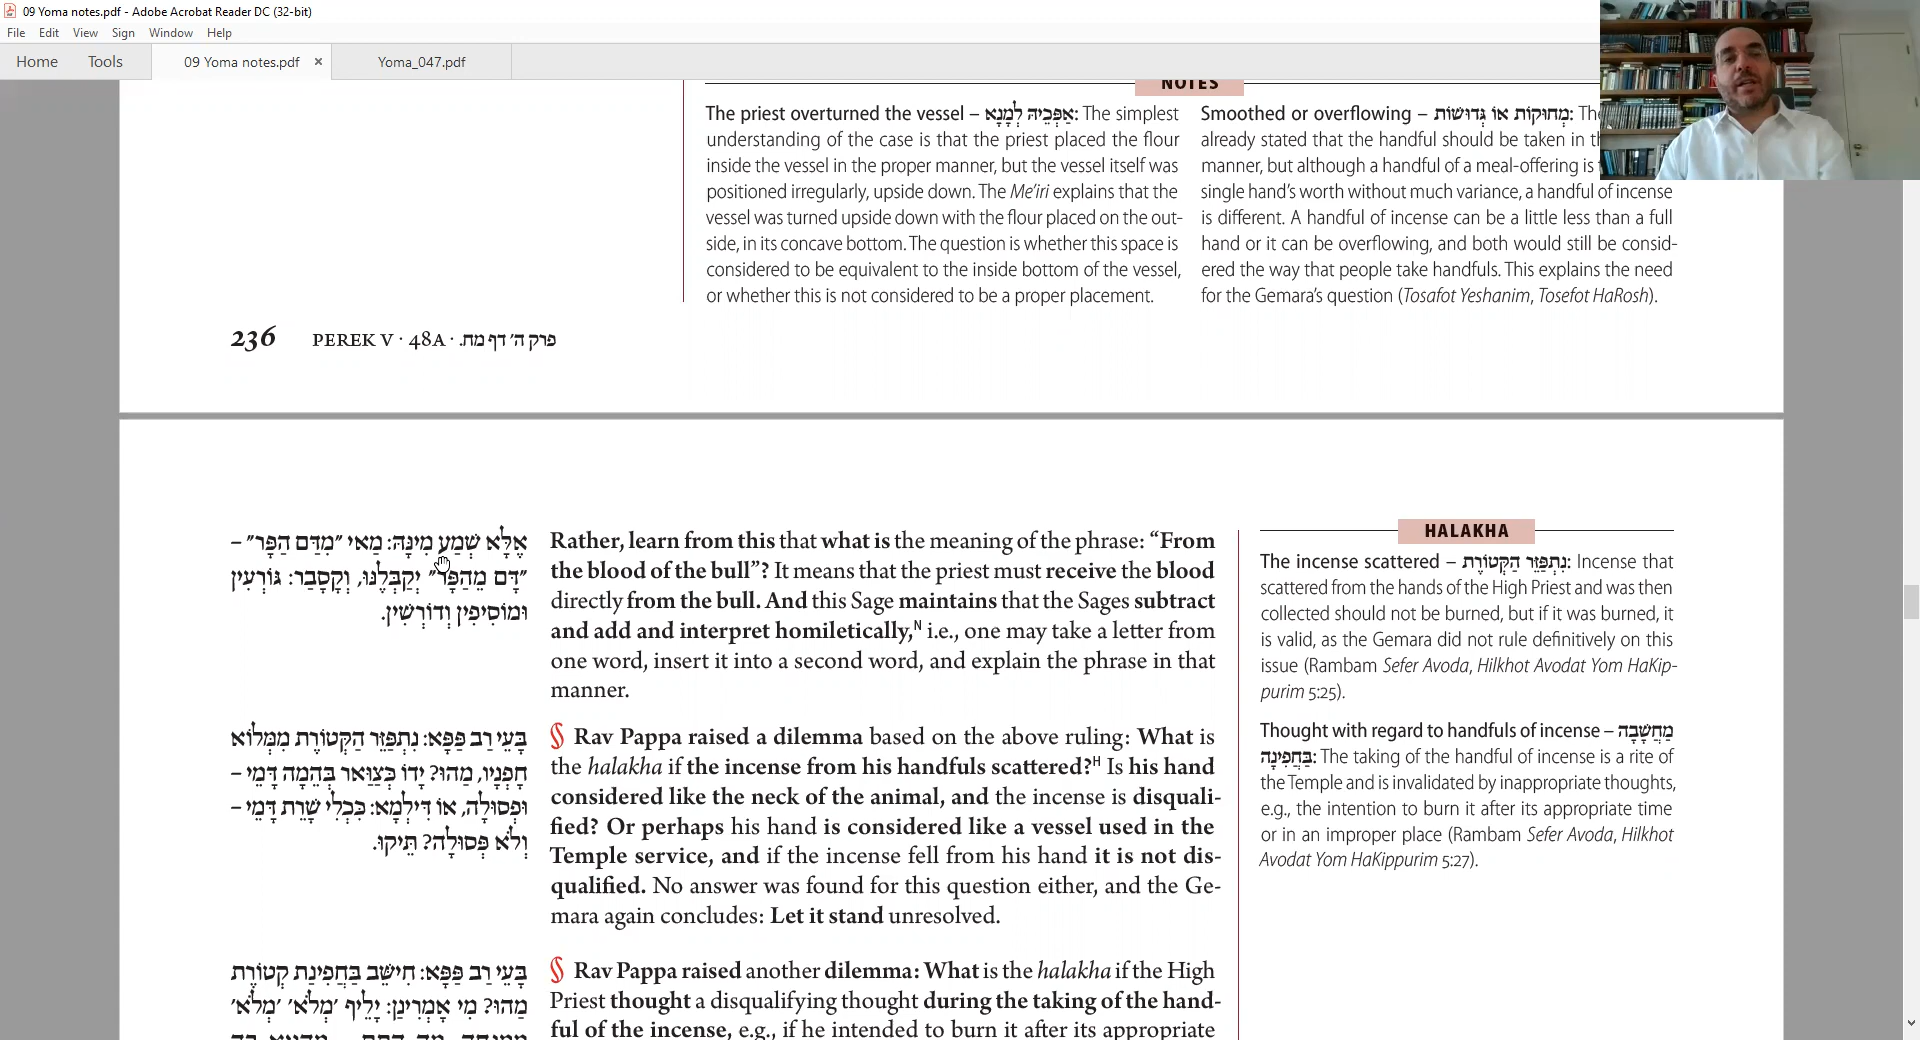 09 Yoma notes.pdf - Adobe Acrobat Reader DC (32-bit)
File Edit View Sign Window Help
Home Tools 09 Yoma notes.pdf × Yoma_047.pdf
NOTES
The priest overturned the vessel – אַפְּכֵיהּ לְמָנָא: The simplest
understanding of the case is that the priest placed the flour
inside the vessel in the proper manner, but the vessel itself was
positioned irregularly, upside down. The Me'iri explains that the
vessel was turned upside down with the flour placed on the out-
side, in its concave bottom. The question is whether this space is
considered to be equivalent to the inside bottom of the vessel,
or whether this is not considered to be a proper placement.
Smoothed or overflowing – מְחוּקוֹת אוֹ גְּדוּשׁוֹת: The
already stated that the handful should be taken in
manner, but although a handful of a meal-offering is
single hand's worth without much variance, a handful of incense
is different. A handful of incense can be a little less than a full
hand or it can be overflowing, and both would still be consid-
ered the way that people take handfuls. This explains the need
for the Gemara's question (Tosafot Yeshanim, Tosefot HaRosh).
236 PEREK V · 48A · פרק ה׳ דף מח.
אֶלָּא שְׁמַע מִינַּהּ: מַאי ״מִדַּם הַפָּר״ –
״דָּם מֵהַפָּר״ יְקַבְּלֶנּוּ, וְקָסָבַר: גּוֹרְעִין
וּמוֹסִיפִין וְדוֹרְשִׁין.
Rather, learn from this that what is the meaning of the phrase: “From
the blood of the bull”? It means that the priest must receive the blood
directly from the bull. And this Sage maintains that the Sages subtract
and add and interpret homiletically,N i.e., one may take a letter from
one word, insert it into a second word, and explain the phrase in that
manner.
בָּעֵי רַב פַּפָּא: נִתְפַּזֵּר הַקְּטוֹרֶת מִמְּלוֹא
חׇפְנָיו, מַהוּ? יָדוֹ כְּצַוַּאר בְּהֵמָה דָּמֵי –
וּפְסוּלָה, אוֹ דִּילְמָא: כִּכְלִי שָׁרֵת דָּמֵי –
וְלֹא פְּסוּלָה? תֵּיקוּ.
§ Rav Pappa raised a dilemma based on the above ruling: What is
the halakha if the incense from his handfuls scattered?H Is his hand
considered like the neck of the animal, and the incense is disquali-
fied? Or perhaps his hand is considered like a vessel used in the
Temple service, and if the incense fell from his hand it is not dis-
qualified. No answer was found for this question either, and the Ge-
mara again concludes: Let it stand unresolved.
בָּעֵי רַב פַּפָּא: חִישֵּׁב בַּחֲפִינַת קְטוֹרֶת
מַהוּ? מִי אָמְרִינַן: יָלֵיף ׳מְלֹא׳ ׳מְלֹא׳
§ Rav Pappa raised another dilemma: What is the halakha if the High
Priest thought a disqualifying thought during the taking of the hand-
ful of the incense, e.g., if he intended to burn it after its appropriate
HALAKHA
The incense scattered – נִתְפַּזֵּר הַקְּטוֹרֶת: Incense that
scattered from the hands of the High Priest and was then
collected should not be burned, but if it was burned, it
is valid, as the Gemara did not rule definitively on this
issue (Rambam Sefer Avoda, Hilkhot Avodat Yom HaKip-
purim 5:25).
Thought with regard to handfuls of incense – מַחֲשָׁבָה
בַּחֲפִינָה: The taking of the handful of incense is a rite of
the Temple and is invalidated by inappropriate thoughts,
e.g., the intention to burn it after its appropriate time
or in an improper place (Rambam Sefer Avoda, Hilkhot
Avodat Yom HaKippurim 5:27).